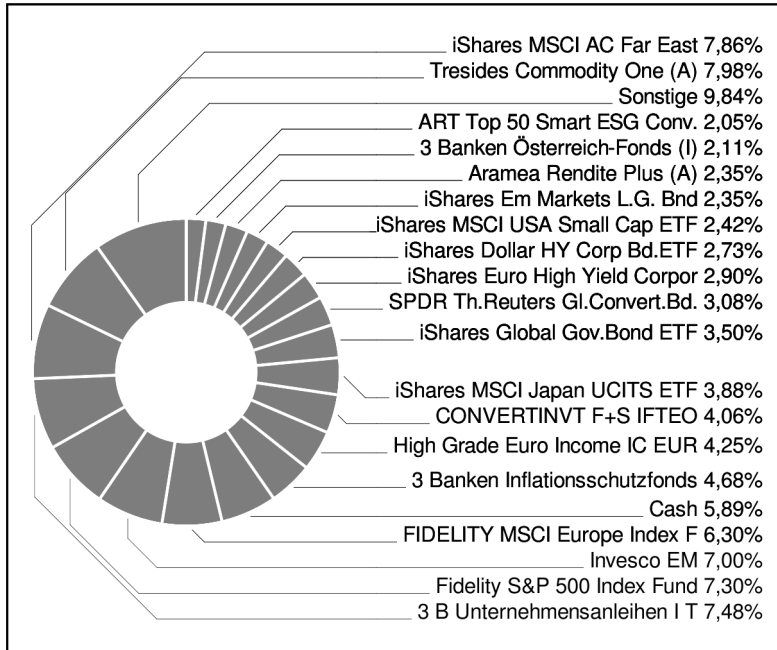 iShares MSCI AC Far East 7,86%
Tresides Commodity One (A) 7,98%
Sonstige 9,84%
ART Top 50 Smart ESG Conv. 2,05%
3 Banken Österreich-Fonds (I) 2,11%
Aramea Rendite Plus (A) 2,35%
iShares Em Markets L.G. Bnd 2,35%
iShares MSCI USA Small Cap ETF 2,42%
iShares Dollar HY Corp Bd.ETF 2,73%
iShares Euro High Yield Corpor 2,90%
SPDR Th.Reuters Gl.Convert.Bd. 3,08%
iShares Global Gov.Bond ETF 3,50%
iShares MSCI Japan UCITS ETF 3,88%
CONVERTINVT F+S IFTEO 4,06%
High Grade Euro Income IC EUR 4,25%
3 Banken Inflationsschutzfonds 4,68%
Cash 5,89%
FIDELITY MSCI Europe Index F 6,30%
Invesco EM 7,00%
Fidelity S&P 500 Index Fund 7,30%
3 B Unternehmensanleihen I T 7,48%